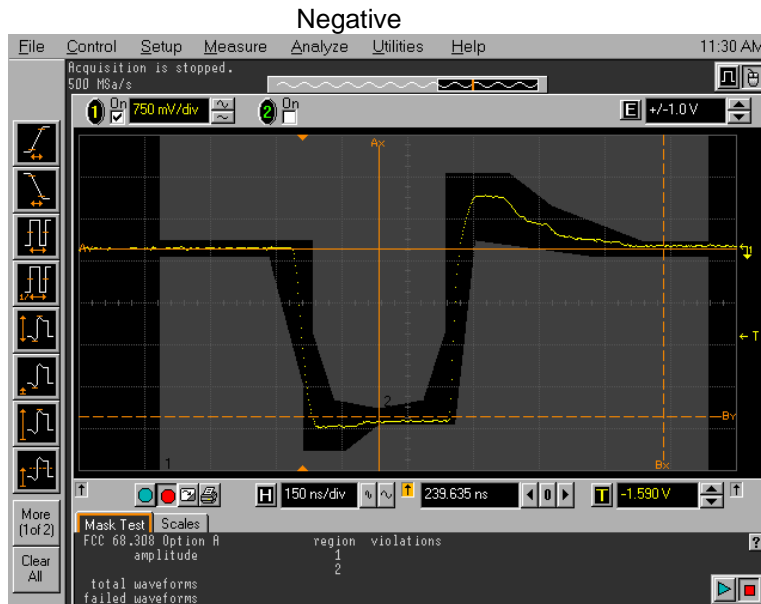 Negative
File Control Setup Measure Analyze Utilities Help 11:30 AM
Acquisition is stopped.
500 MSa/s
1 On 750 mV/div 2 On E +/-1.0 V
Ax
Ay
1
T
2
By
1
Bx
H 150 ns/div 239.635 ns 0 T -1.590 V
More
(1of 2)
Clear
All
Mask Test Scales
FCC 68.308 Option A region violations
amplitude 1
2
total waveforms
failed waveforms
?